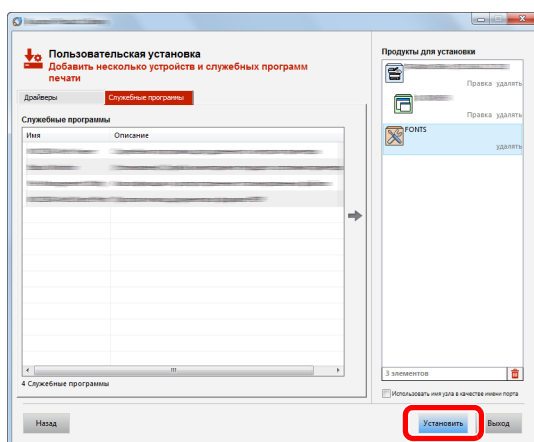 Пользовательская установка
Добавить несколько устройств и служебных программ
печати
Драйверы
Служебные программы
Служебные программы
Имя
Описание
4 Служебные программы
Продукты для установки
Правка удалять
Правка удалять
FONTS
удалять
3 элементов
Использовать имя узла в качестве имени порта
Назад
Установить
Выход